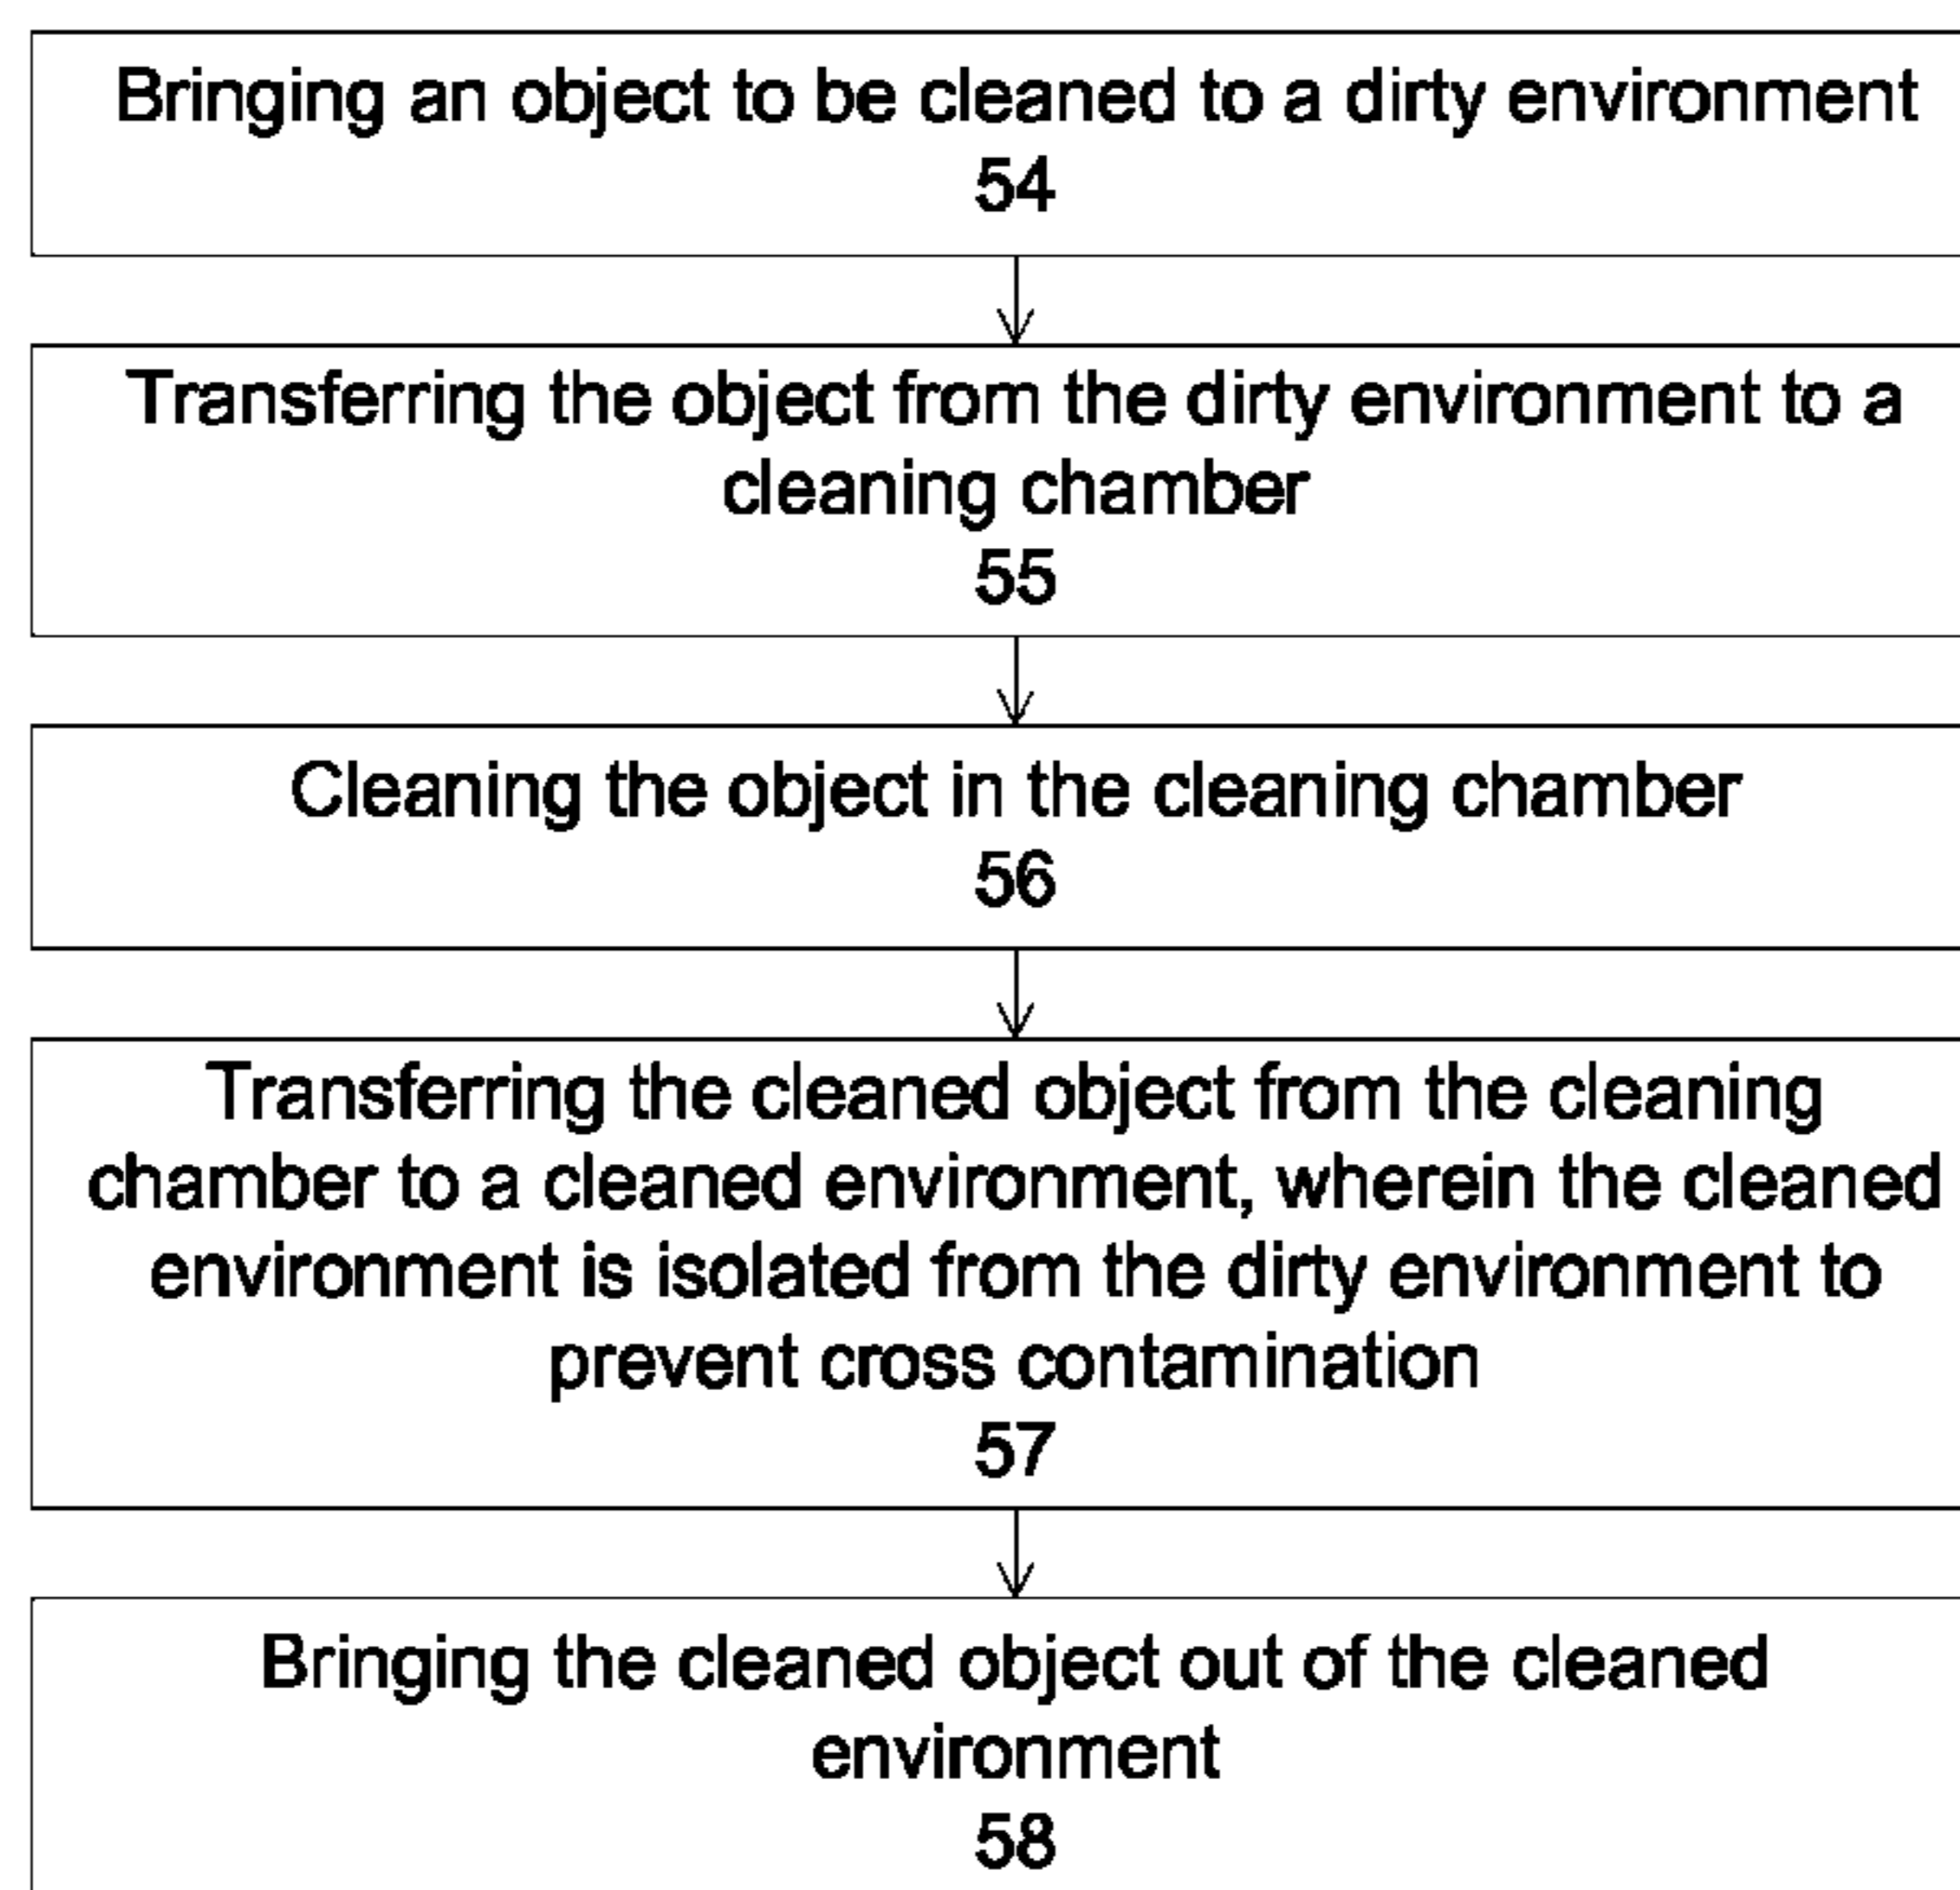 Bringing an object to be cleaned to a dirty environment
54
Transferring the object from the dirty environment to a
cleaning chamber
55
Cleaning the object in the cleaning chamber
56
Transferring the cleaned object from the cleaning
chamber to a cleaned environment, wherein the cleaned
environment is isolated from the dirty environment to
prevent cross contamination
57
Bringing the cleaned object out of the cleaned
environment
58